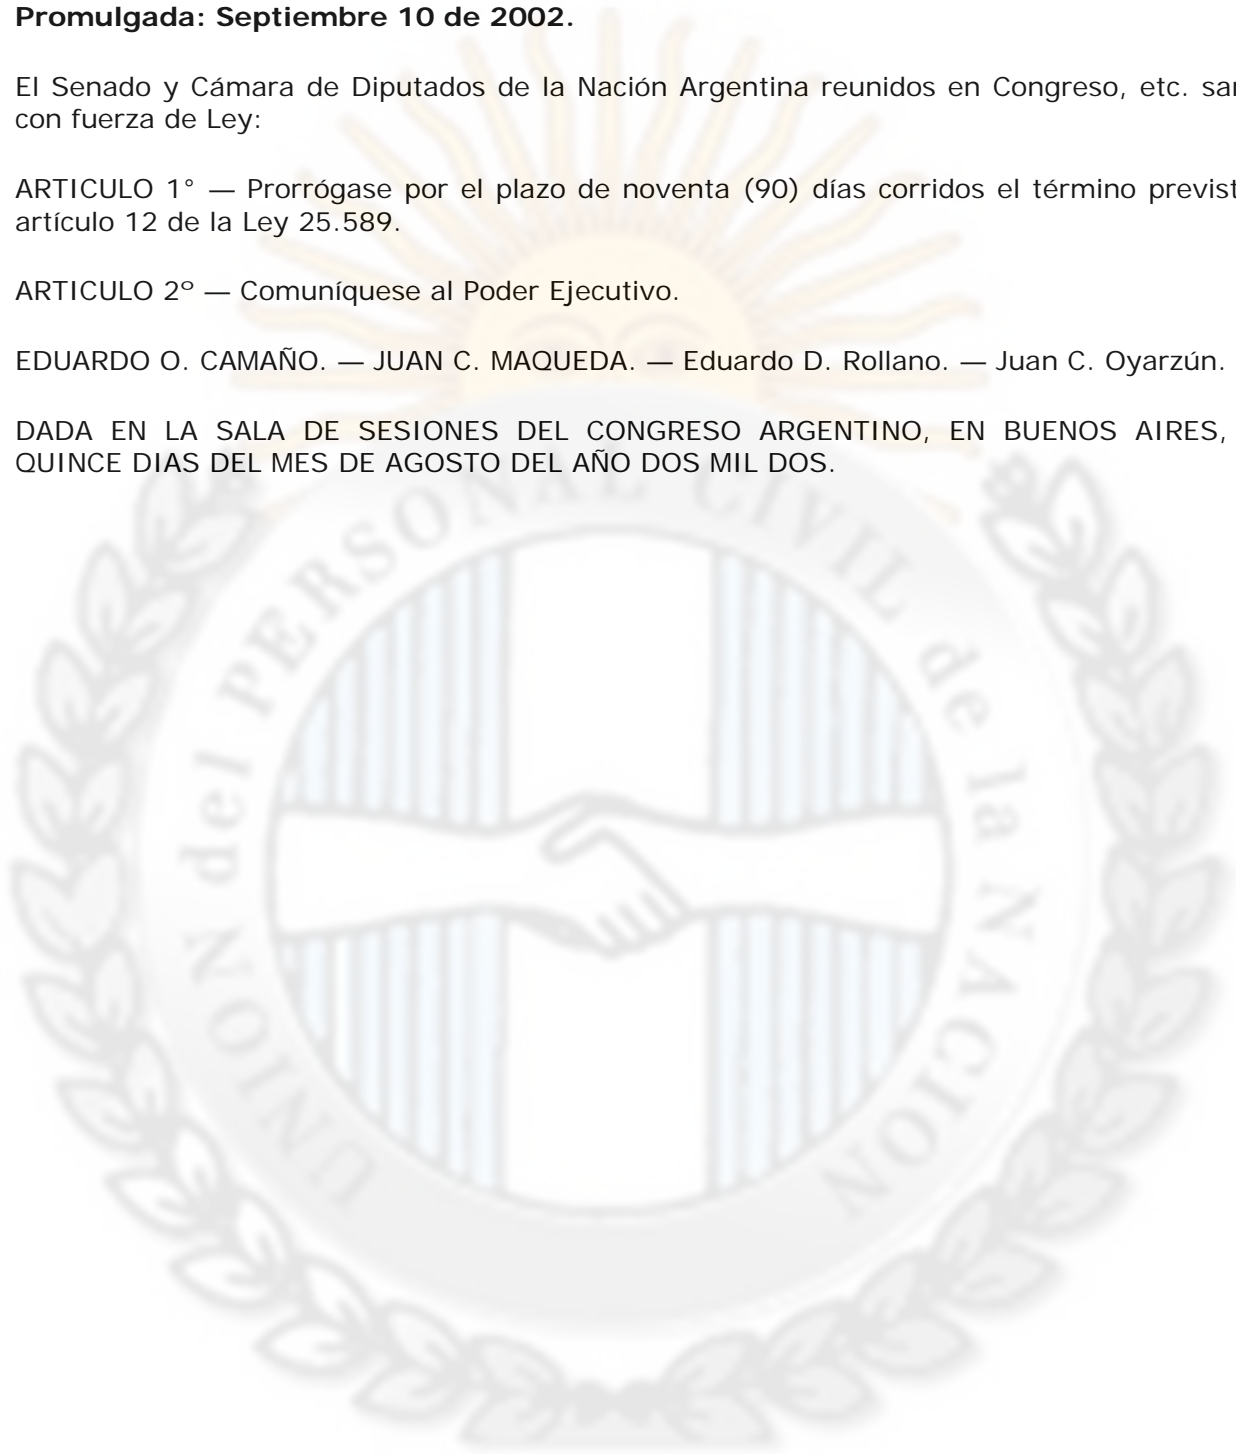 Promulgada: Septiembre 10 de 2002.
El Senado y Cámara de Diputados de la Nación Argentina reunidos en Congreso, etc.
con fuerza de Ley:
ARTICULO 1° — Prorrógase por el plazo de noventa (90) días corridos el término
artículo 12 de la Ley 25.589.
ARTICULO 2º — Comuníquese al Poder Ejecutivo.
EDUARDO O. CAMAÑO. — JUAN C. MAQUEDA. — Eduardo D. Rollano. — Juan C. Oyarzún.
DADA EN LA SALA DE SESIONES DEL CONGRESO ARGENTINO, EN BUENOS AIRES,
QUINCE DIAS DEL MES DE AGOSTO DEL AÑO DOS MIL DOS.
UNION del PERSONAL CIVIL de la NACION